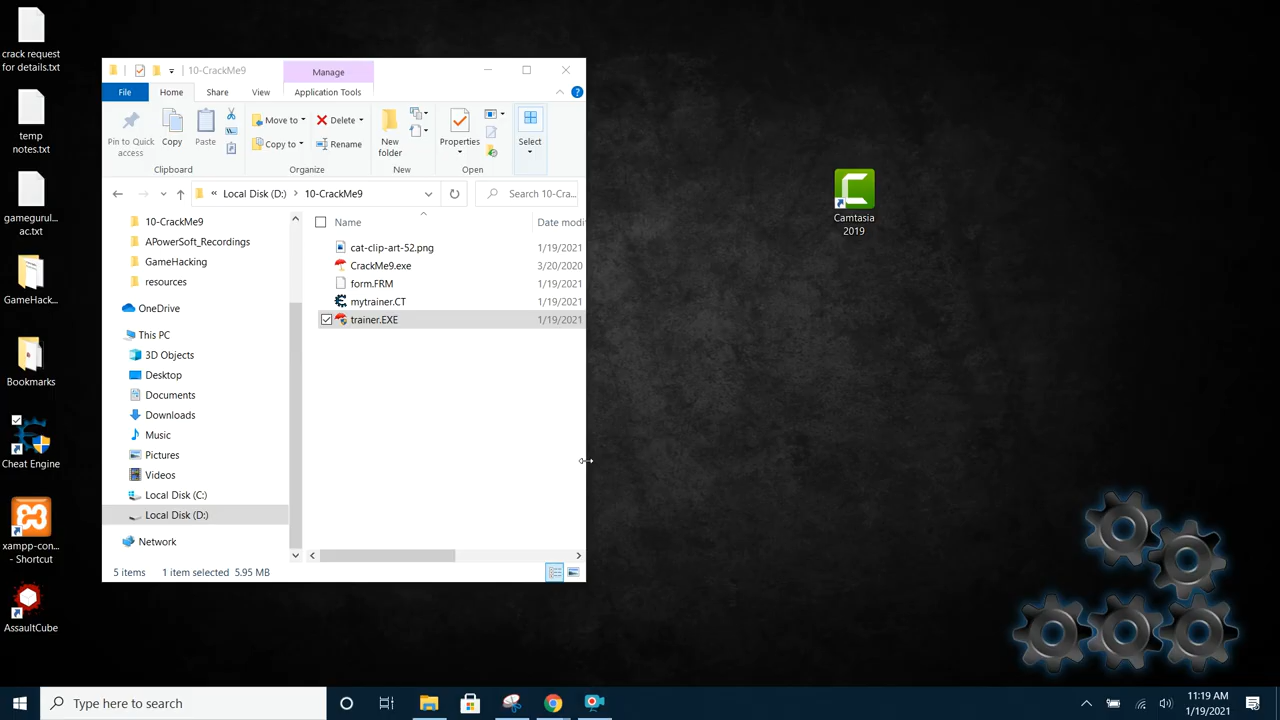 crack request
for details.txt
temp
notes.txt
gamegurul...
ac.txt
GameHack...
Bookmarks
Cheat Engine
xampp-con...
- Shortcut
AssaultCube
10-CrackMe9
Manage
File
Home
Share
View
Application Tools
Pin to Quick
access
Copy
Paste
Move to
Copy to
Delete
Rename
New
folder
Properties
Select
Clipboard
Organize
New
Open
« Local Disk (D:) > 10-CrackMe9
Search 10-Cra...
10-CrackMe9
APowerSoft_Recordings
GameHacking
resources
OneDrive
This PC
3D Objects
Desktop
Documents
Downloads
Music
Pictures
Videos
Local Disk (C:)
Local Disk (D:)
Network
Name Date modif
cat-clip-art-52.png 1/19/2021
CrackMe9.exe 3/20/2020
form.FRM 1/19/2021
mytrainer.CT 1/19/2021
trainer.EXE 1/19/2021
5 items 1 item selected 5.95 MB
Camtasia
2019
Type here to search
11:19 AM
1/19/2021